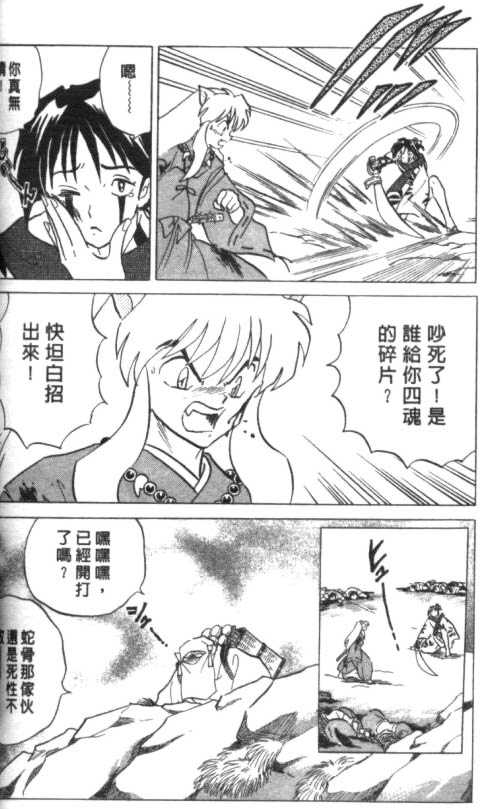 嗯~~~
你真無
吵死了!是
誰給你四魂
的碎片?
快坦白招
出來!
ヒュ
嘿嘿嘿,
已經開打
了嗎?
蛇骨那傢伙
還是死性不